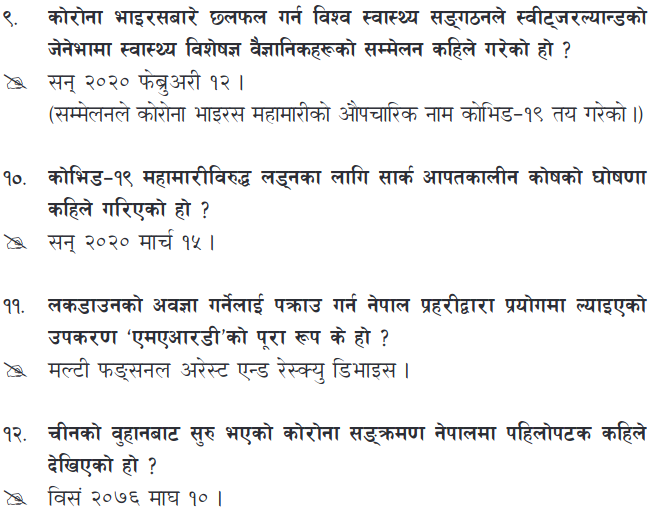 ९. कोरोना भाइरसबारे छलफल गर्न विश्व स्वास्थ्य सङ्गठनले स्वीट्जरल्यान्डको
जेनेभामा स्वास्थ्य विशेषज्ञ वैज्ञानिकहरूको सम्मेलन कहिले गरेको हो ?
सन् २०२० फेब्रुअरी १२ ।
(सम्मेलनले कोरोना भाइरस महामारीको औपचारिक नाम कोभिड-१९ तय गरेको ।)
१०. कोभिड-१९ महामारीविरुद्ध लड्नका लागि सार्क आपतकालीन कोषको घोषणा
कहिले गरिएको हो ?
सन् २०२० मार्च १५ ।
११. लकडाउनको अवज्ञा गर्नेलाई पक्राउ गर्न नेपाल प्रहरीद्वारा प्रयोगमा ल्याइएको
उपकरण ‘एमएआरडी’को पूरा रूप के हो ?
मल्टी फङ्सनल अरेस्ट एन्ड रेस्क्यु डिभाइस ।
१२. चीनको वुहानबाट सुरु भएको कोरोना सङ्क्रमण नेपालमा पहिलोपटक कहिले
देखिएको हो ?
विसं २०७६ माघ १० ।